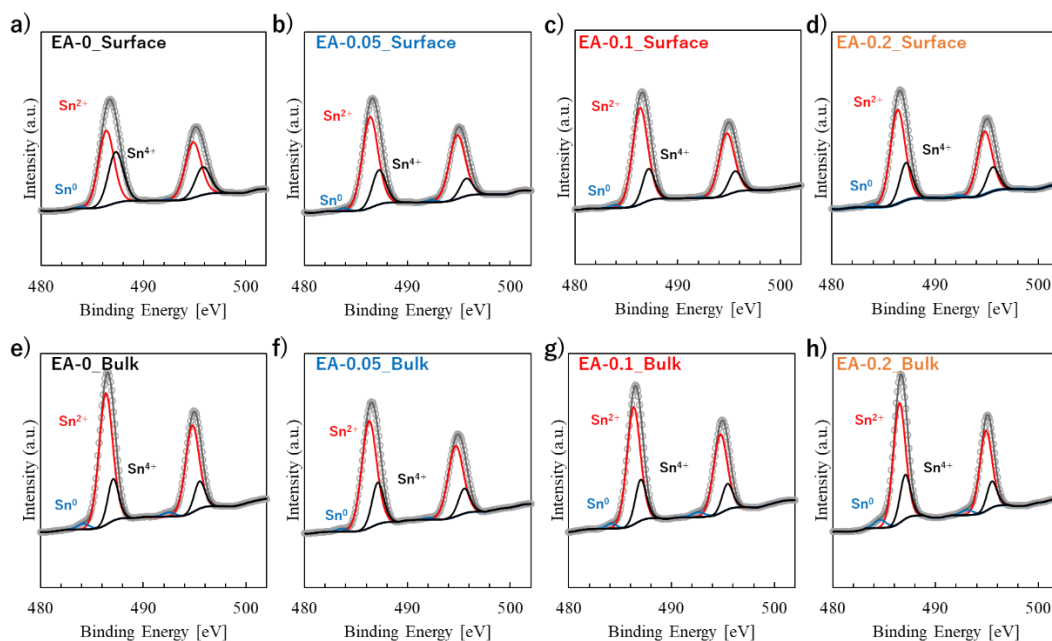 a)
EA-0_Surface
Sn²⁺
Sn⁴⁺
Sn⁰
Intensity (a.u.)
480 490 500
Binding Energy [eV]
b)
EA-0.05_Surface
Sn²⁺
Sn⁴⁺
Sn⁰
Intensity (a.u.)
480 490 500
Binding Energy [eV]
c)
EA-0.1_Surface
Sn²⁺
Sn⁴⁺
Sn⁰
Intensity (a.u.)
480 490 500
Binding Energy [eV]
d)
EA-0.2_Surface
Sn²⁺
Sn⁴⁺
Sn⁰
Intensity (a.u.)
480 490 500
Binding Energy [eV]
e)
EA-0_Bulk
Sn²⁺
Sn⁴⁺
Sn⁰
Intensity (a.u.)
480 490 500
Binding Energy [eV]
f)
EA-0.05_Bulk
Sn²⁺
Sn⁴⁺
Sn⁰
Intensity (a.u.)
480 490 500
Binding Energy [eV]
g)
EA-0.1_Bulk
Sn²⁺
Sn⁴⁺
Sn⁰
Intensity (a.u.)
480 490 500
Binding Energy [eV]
h)
EA-0.2_Bulk
Sn²⁺
Sn⁴⁺
Sn⁰
Intensity (a.u.)
480 490 500
Binding Energy [eV]